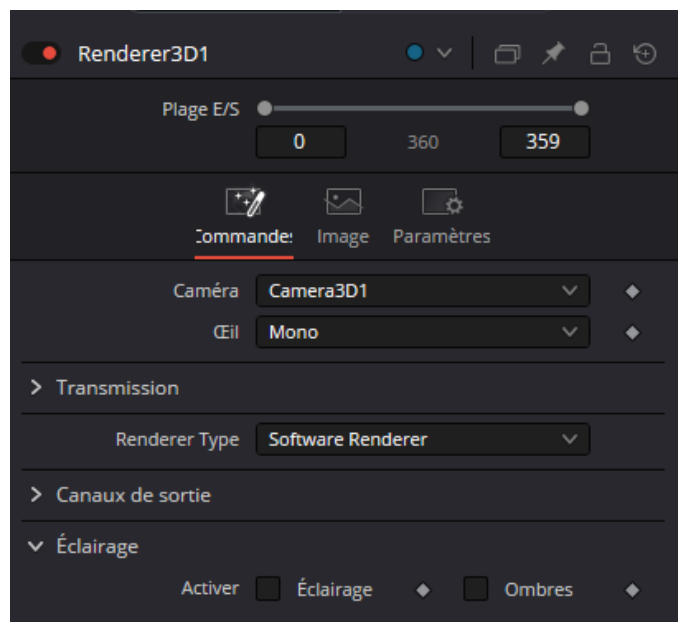 Renderer3D1
Plage E/S
0 360 359
Commandes Image Paramètres
Caméra Camera3D1
Œil Mono
Transmission
Renderer Type Software Renderer
Canaux de sortie
Éclairage
Activer Éclairage Ombres